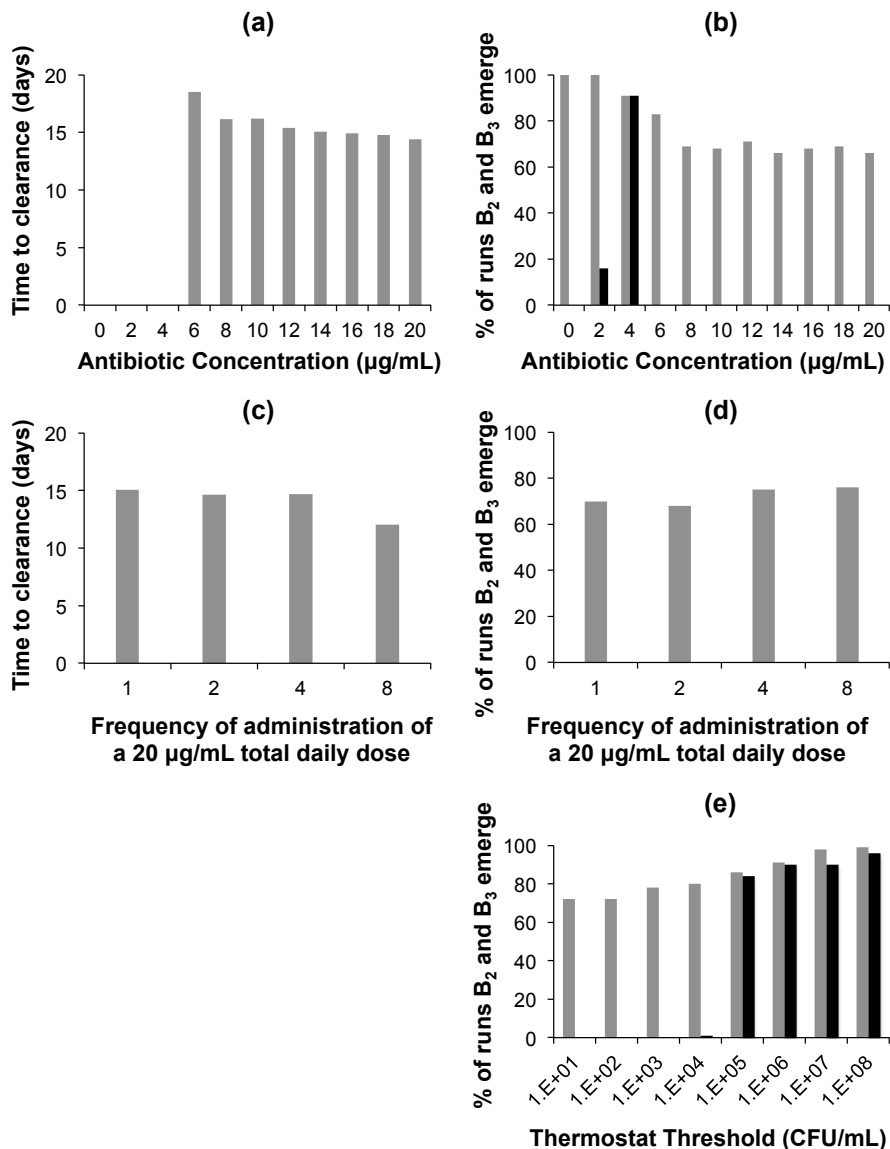 (a)
Time to clearance (days)
20
15
10
5
0
0 2 4 6 8 10 12 14 16 18 20
Antibiotic Concentration (µg/mL)
(b)
% of runs B₂ and B₃ emerge
100
80
60
40
20
0
0 2 4 6 8 10 12 14 16 18 20
Antibiotic Concentration (µg/mL)
(c)
Time to clearance (days)
20
15
10
5
0
1 2 4 8
Frequency of administration of
a 20 µg/mL total daily dose
(d)
% of runs B₂ and B₃ emerge
100
80
60
40
20
0
1 2 4 8
Frequency of administration of
a 20 µg/mL total daily dose
(e)
% of runs B₂ and B₃ emerge
100
80
60
40
20
0
1.E+01 1.E+02 1.E+03 1.E+04 1.E+05 1.E+06 1.E+07 1.E+08
Thermostat Threshold (CFU/mL)